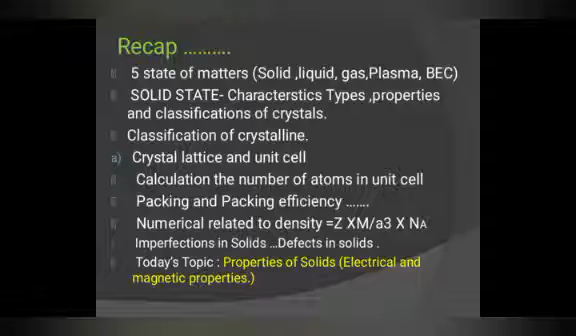 Recap ……….
5 state of matters (Solid ,liquid, gas,Plasma, BEC)
SOLID STATE- Characterstics Types ,properties
and classifications of crystals.
Classification of crystalline.
a) Crystal lattice and unit cell
Calculation the number of atoms in unit cell
Packing and Packing efficiency …….
Numerical related to density =Z XM/a3 X NA
Imperfections in Solids …Defects in solids .
Today's Topic : Properties of Solids (Electrical and
magnetic properties.)